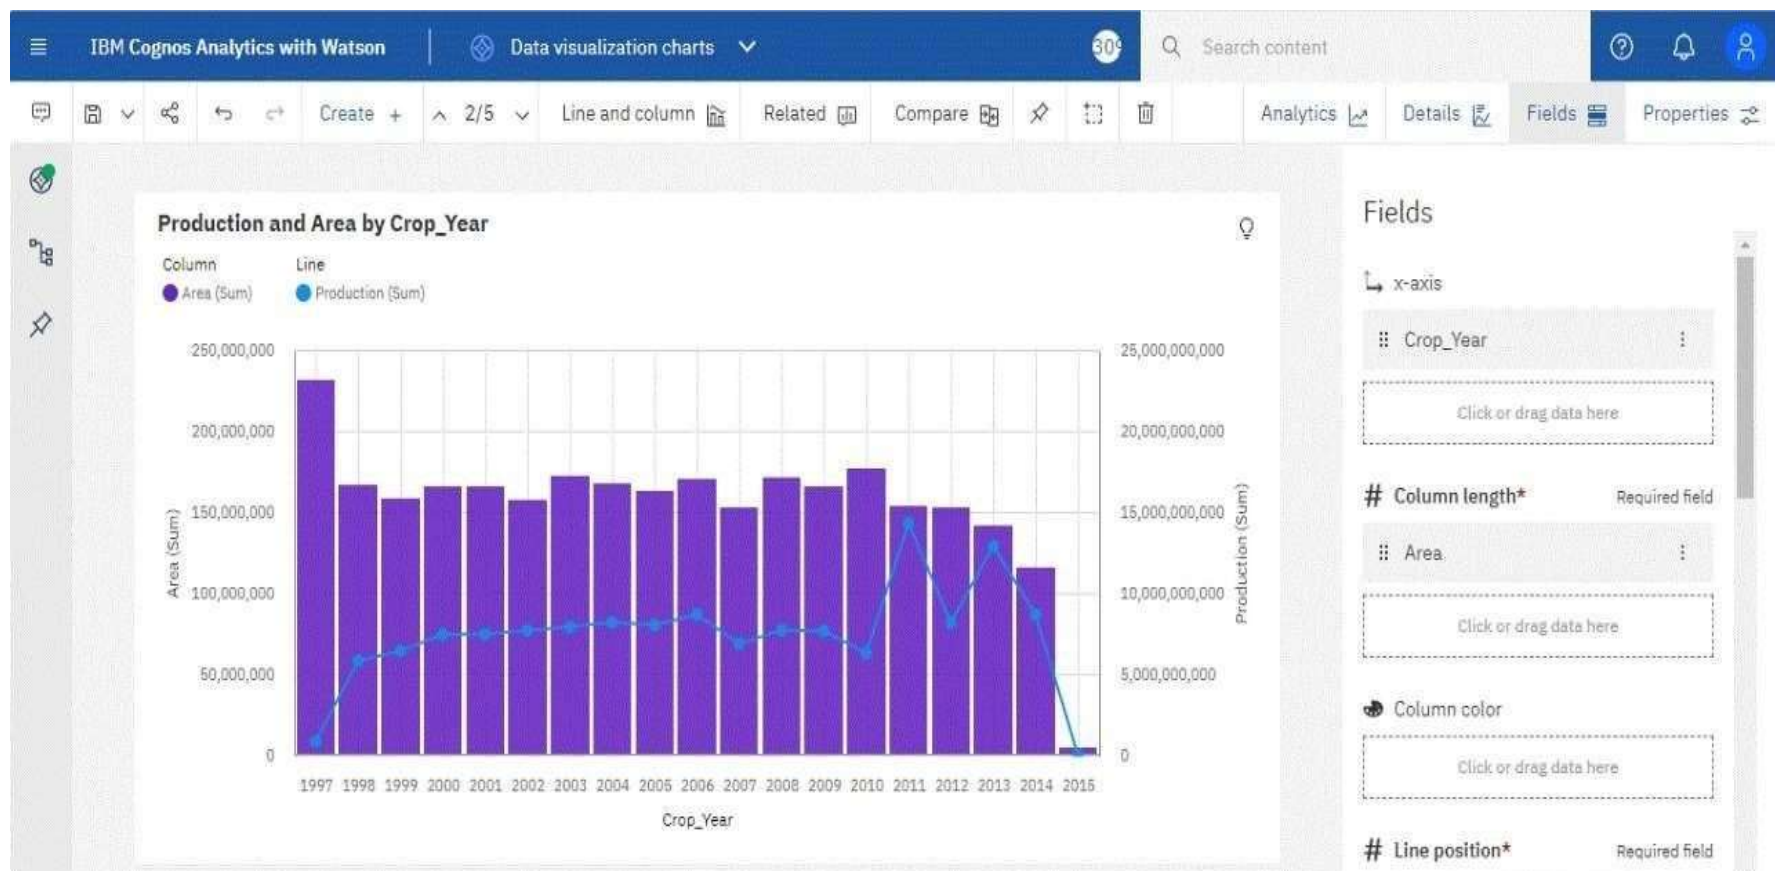 IBM Cognos Analytics with Watson
Data visualization charts
Search content
Create +
2/5
Line and column
Related
Compare
Analytics
Details
Fields
Properties
Production and Area by Crop_Year
Column Line
Area (Sum) Production (Sum)
250,000,000
200,000,000
150,000,000
100,000,000
50,000,000
0
Area (Sum)
25,000,000,000
20,000,000,000
15,000,000,000
10,000,000,000
5,000,000,000
0
Production (Sum)
1997 1998 1999 2000 2001 2002 2003 2004 2005 2006 2007 2008 2009 2010 2011 2012 2013 2014 2015
Crop_Year
Fields
x-axis
Crop_Year
Click or drag data here
# Column length* Required field
Area
Click or drag data here
Column color
Click or drag data here
# Line position* Required field